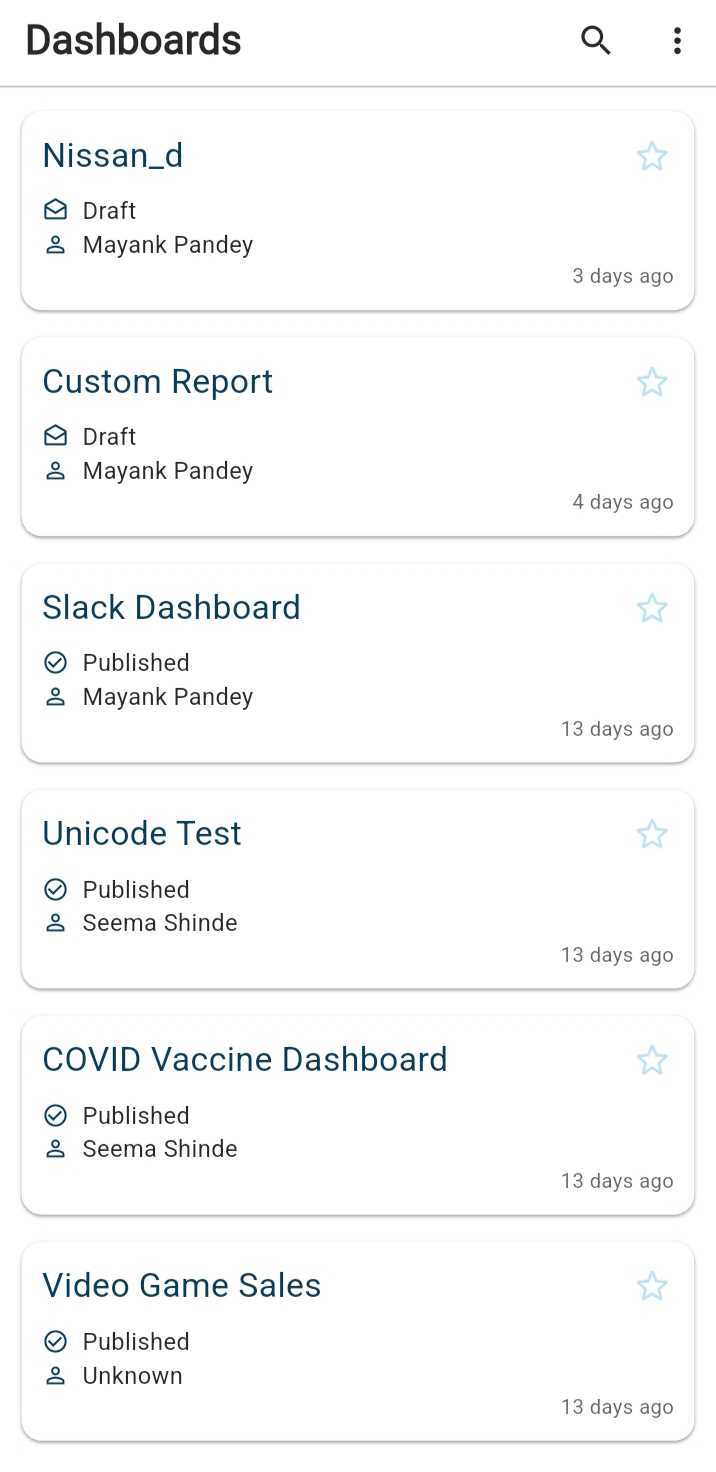 Dashboards
Nissan_d
Draft
Mayank Pandey
3 days ago
Custom Report
Draft
Mayank Pandey
4 days ago
Slack Dashboard
Published
Mayank Pandey
13 days ago
Unicode Test
Published
Seema Shinde
13 days ago
COVID Vaccine Dashboard
Published
Seema Shinde
13 days ago
Video Game Sales
Published
Unknown
13 days ago